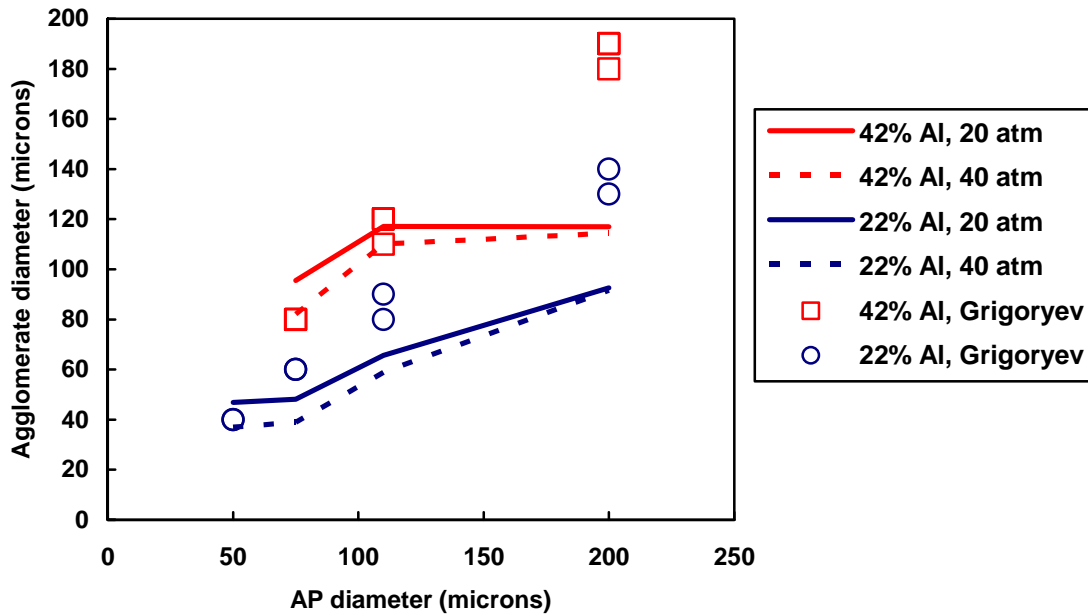 200
180
160
140
120
100
80
60
40
20
0
Agglomerate diameter (microns)
0 50 100 150 200 250
AP diameter (microns)
42% Al, 20 atm
42% Al, 40 atm
22% Al, 20 atm
22% Al, 40 atm
42% Al, Grigoryev
22% Al, Grigoryev